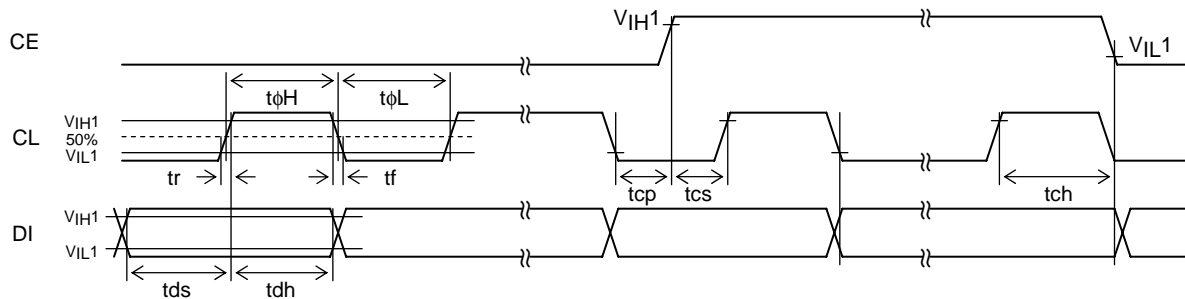 CE
VIH1
VIL1
tϕH
tϕL
CL
VIH1
50%
VIL1
tr
tf
tcp
tcs
tch
DI
VIH1
VIL1
tds
tdh